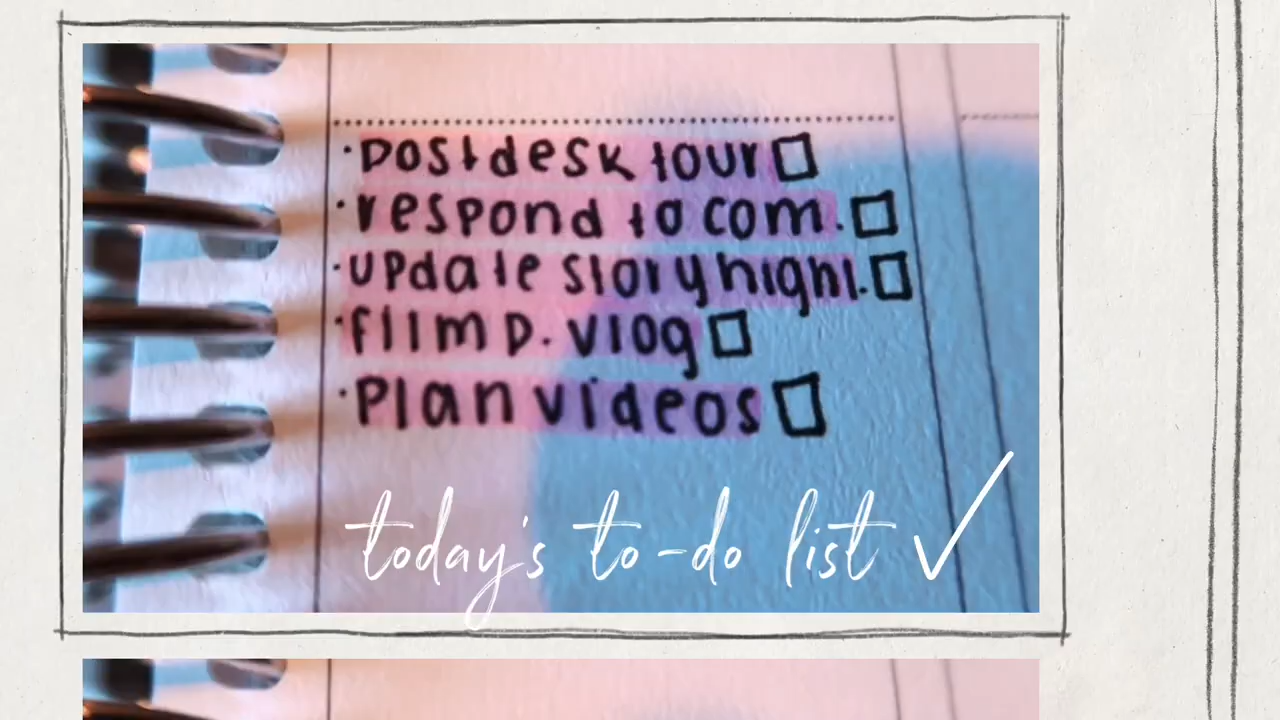 · post desk tour
· respond to com.
· update story highl.
· film p. vlog
· plan videos
today's to-do list ✓